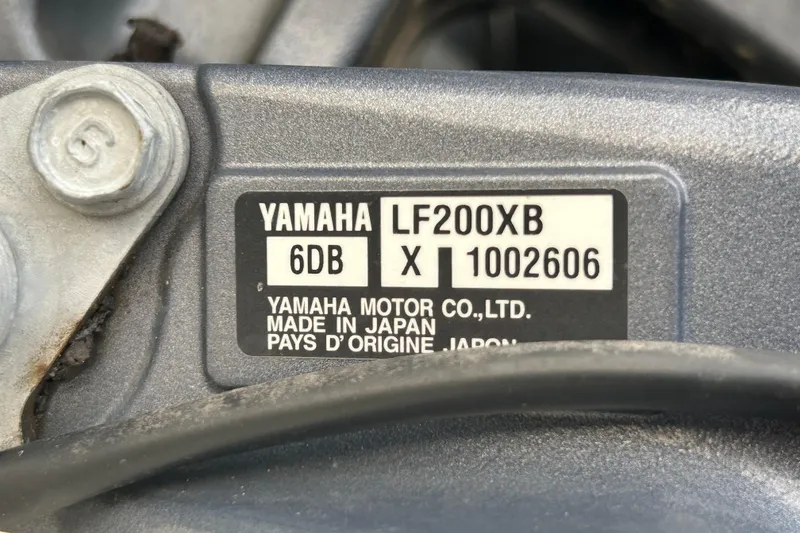 YAMAHA LF200XB
6DB X 1002606
YAMAHA MOTOR CO.,LTD.
MADE IN JAPAN
PAYS D'ORIGINE JAPON